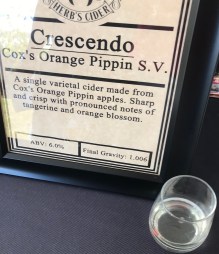 HERB'S CIDER
Crescendo
Cox's Orange Pippin S.V.
A single varietal cider made from
Cox's Orange Pippin apples. Sharp
and crisp with pronounced notes of
tangerine and orange blossom.
ABV: 6.0%
Final Gravity: 1.006